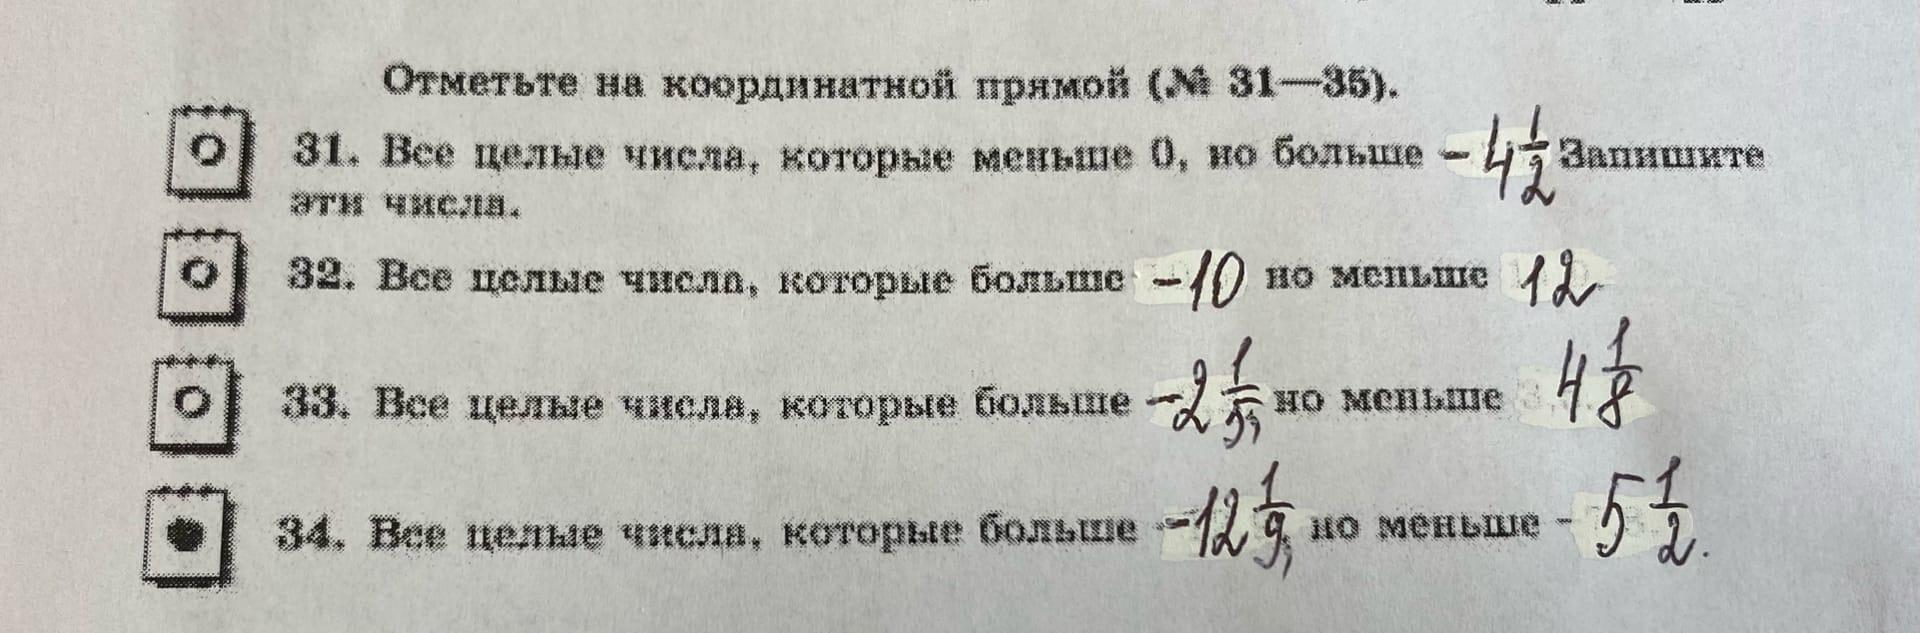 Отметьте на координатной прямой (№ 31—35).
31. Все целые числа, которые меньше 0, но больше -4 1/2 Запишите
эти числа.
32. Все целые числа, которые больше -10 но меньше 12.
33. Все целые числа, которые больше -2 1/5, но меньше 4 1/8
34. Все целые числа, которые больше -12 1/9, но меньше -5 1/2.